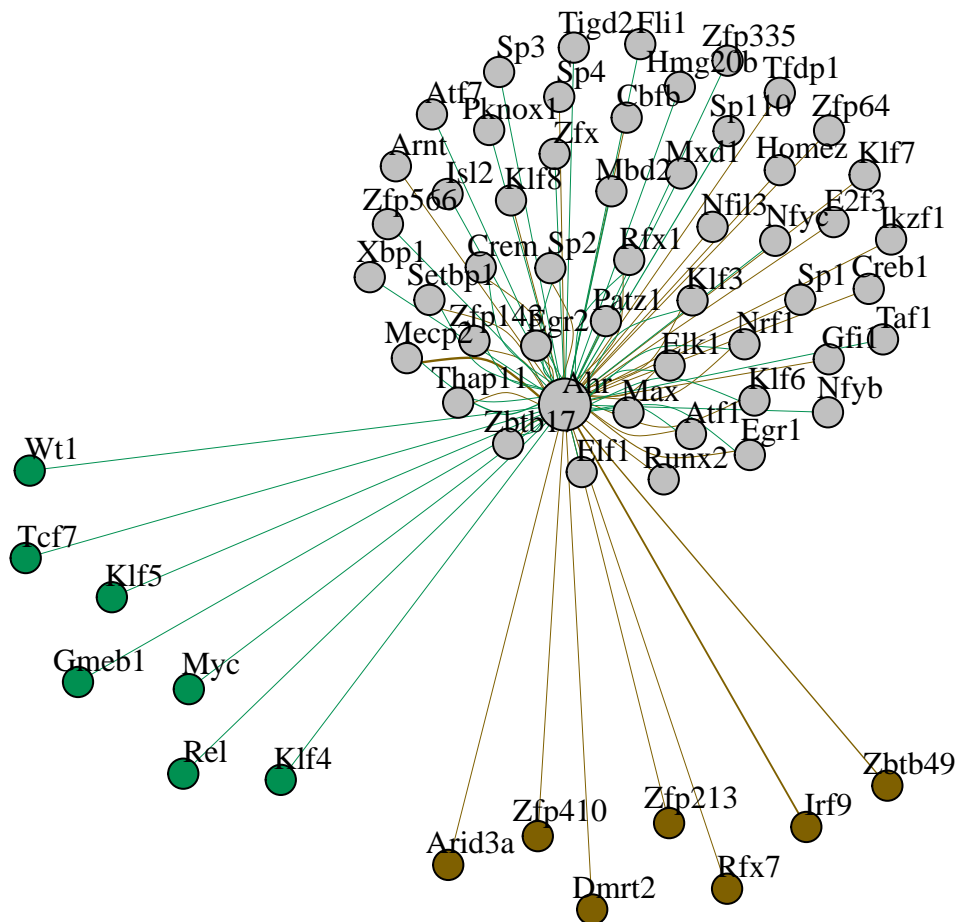 Tigd2
Fli1
Zfp335
Sp3
Hmg20b
Tfdp1
Sp4
Atf7
Pknox1
Cbfb
Sp110
Zfp64
Zfx
Arnt
Isl2
Klf8
Mbd2
Mxd1
Homez
Klf7
Zfp566
Nfil3
Nfyc
E2f3
Ikzf1
Xbp1
Crem
Sp2
Rfx1
Setbp1
Klf3
Sp1
Creb1
Patz1
Zfp143
Egr2
Nrf1
Taf1
Mecp2
Elk1
Gfi1
Thap11
Ahr
Max
Klf6
Nfyb
Zbtb17
Atf1
Egr1
Elf1
Runx2
Wt1
Tcf7
Klf5
Gmeb1
Myc
Rel
Klf4
Zbtb49
Zfp410
Zfp213
Irf9
Arid3a
Rfx7
Dmrt2